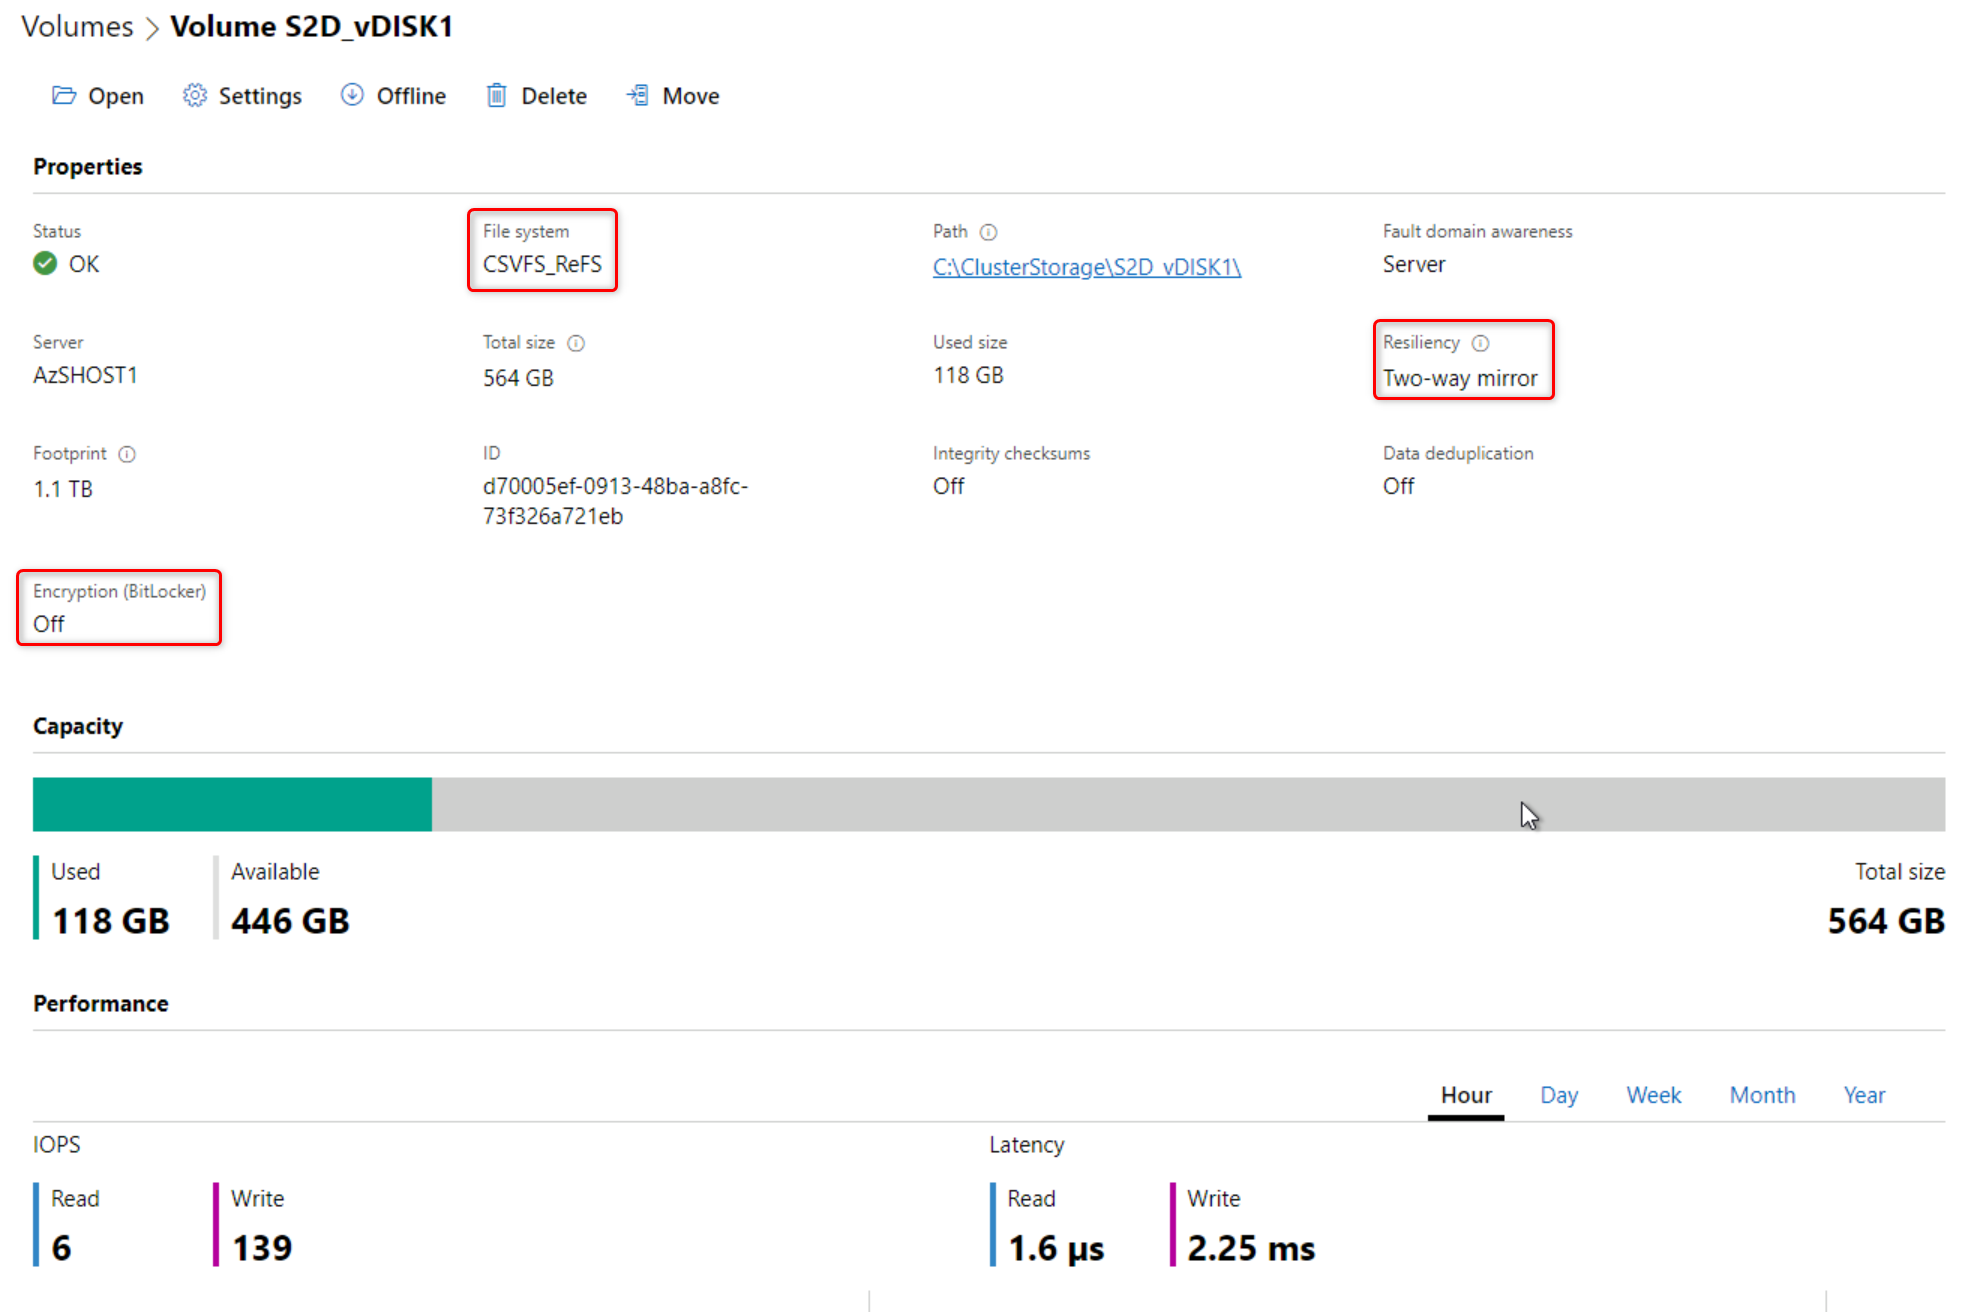 Volumes > Volume S2D_vDISK1
Open Settings Offline Delete Move
Properties
Status
OK
File system
CSVFS_ReFS
Path
C:\ClusterStorage\S2D_vDISK1\
Fault domain awareness
Server
Server
AzSHOST1
Total size
564 GB
Used size
118 GB
Resiliency
Two-way mirror
Footprint
1.1 TB
ID
d70005ef-0913-48ba-a8fc-
73f326a721eb
Integrity checksums
Off
Data deduplication
Off
Encryption (BitLocker)
Off
Capacity
Used
118 GB
Available
446 GB
Total size
564 GB
Performance
Hour Day Week Month Year
IOPS
Read
6
Write
139
Latency
Read
1.6 μs
Write
2.25 ms